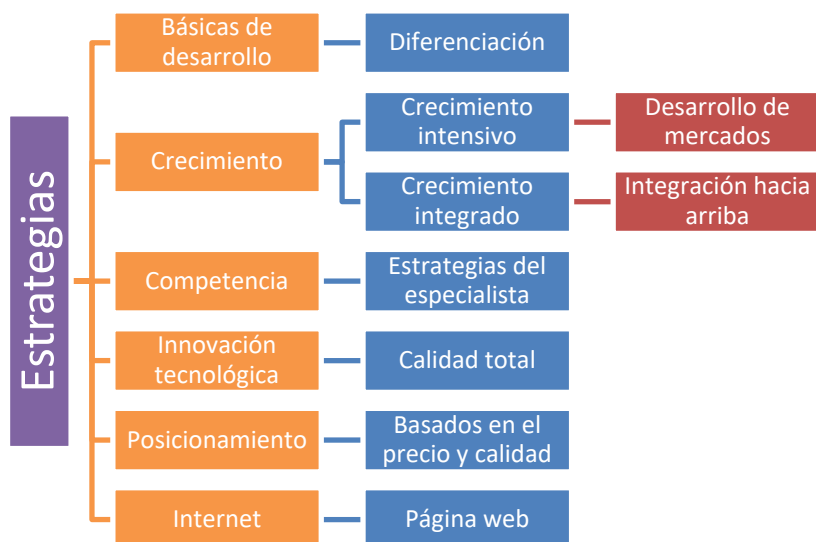 Estrategias
Básicas de
desarrollo
Diferenciación
Crecimiento
Crecimiento
intensivo
Desarrollo de
mercados
Crecimiento
integrado
Integración hacia
arriba
Competencia
Estrategias del
especialista
Innovación
tecnológica
Calidad total
Posicionamiento
Basados en el
precio y calidad
Internet
Página web